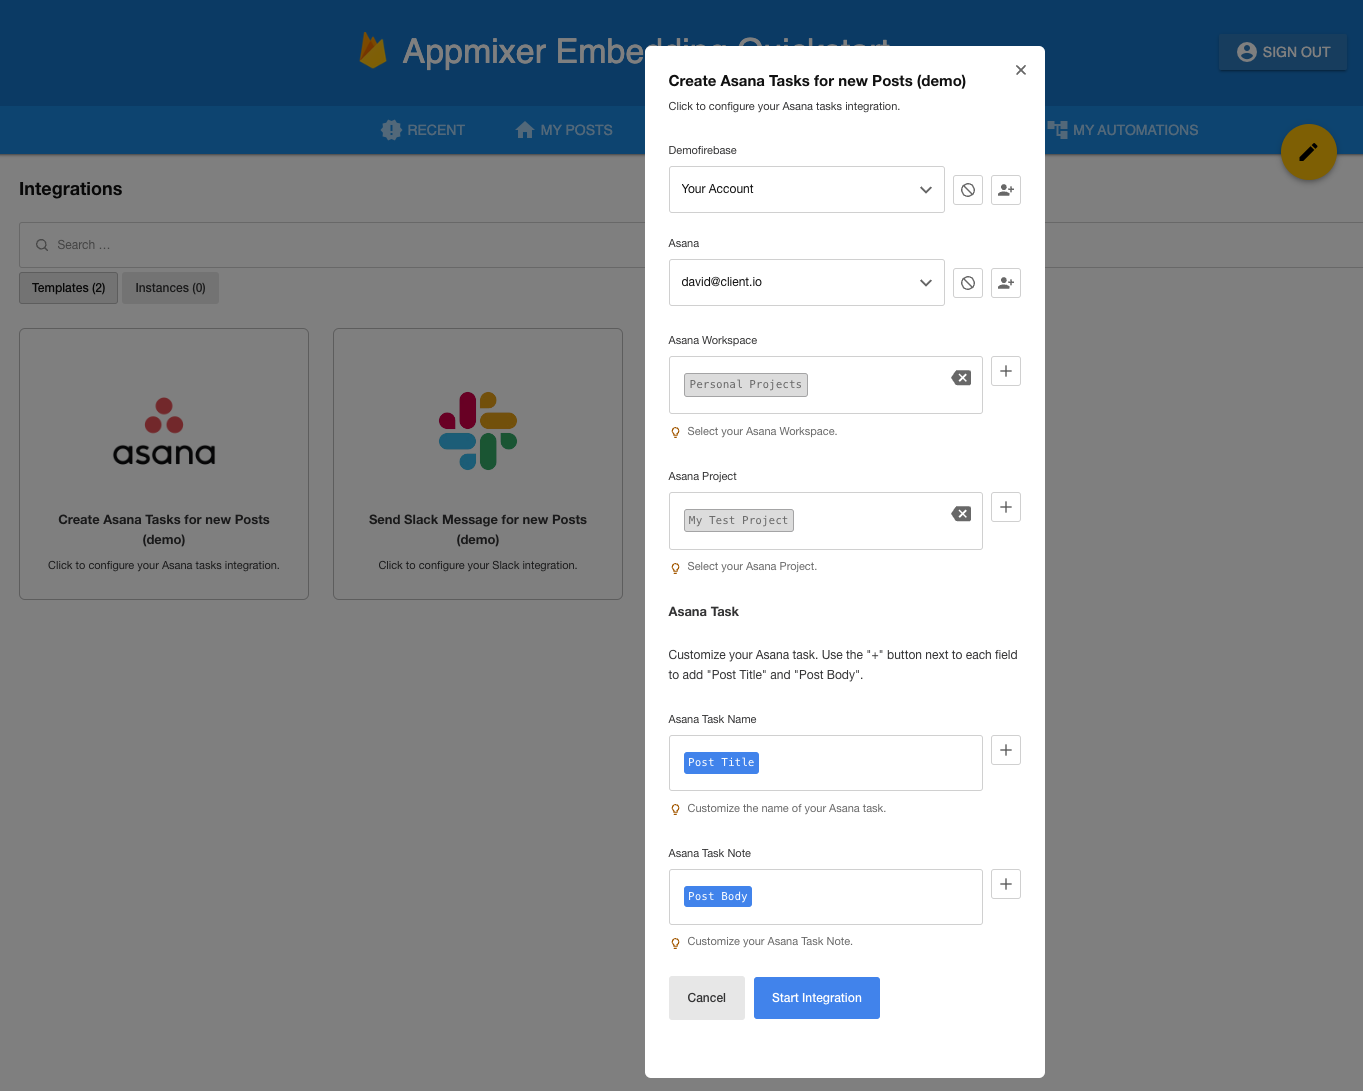 Appmixer Embedding Quickstart
SIGN OUT
RECENT
MY POSTS
MY AUTOMATIONS
Integrations
Search ...
Templates (2)
Instances (0)
asana
Create Asana Tasks for new Posts
(demo)
Click to configure your Asana tasks integration.
Send Slack Message for new Posts
(demo)
Click to configure your Slack integration.
Create Asana Tasks for new Posts (demo)
Click to configure your Asana tasks integration.
Demofirebase
Your Account
Asana
david@client.io
Asana Workspace
Personal Projects
Select your Asana Workspace.
Asana Project
My Test Project
Select your Asana Project.
Asana Task
Customize your Asana task. Use the "+" button next to each field
to add "Post Title" and "Post Body".
Asana Task Name
Post Title
Customize the name of your Asana task.
Asana Task Note
Post Body
Customize your Asana Task Note.
Cancel
Start Integration